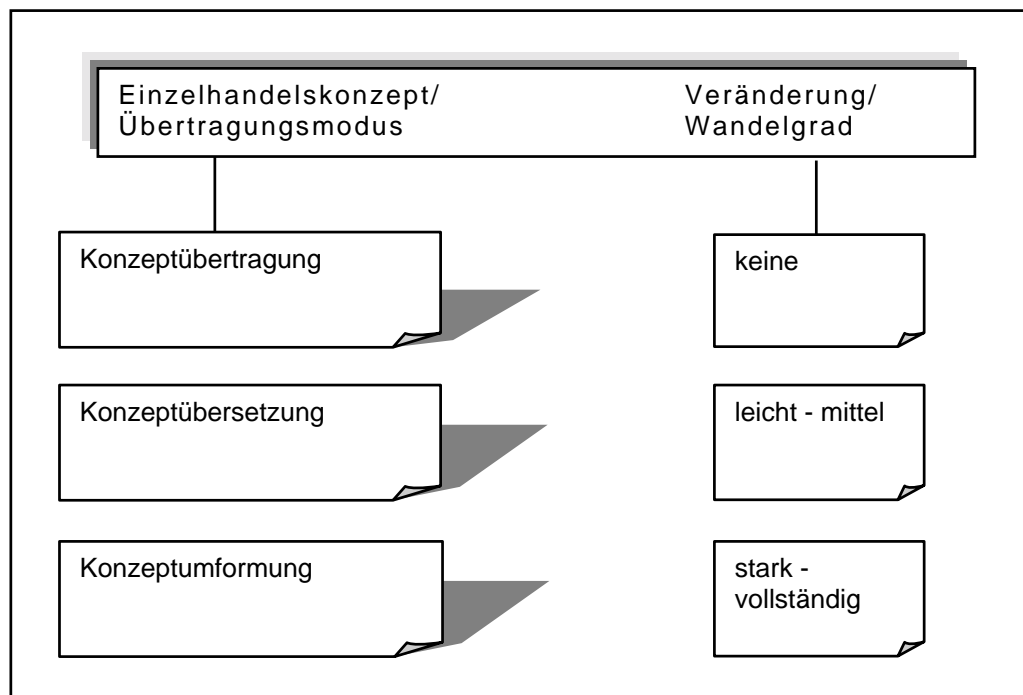 Einzelhandelskonzept/
Übertragungsmodus
Veränderung/
Wandelgrad
Konzeptübertragung
keine
Konzeptübersetzung
leicht - mittel
Konzeptumformung
stark -
vollständig